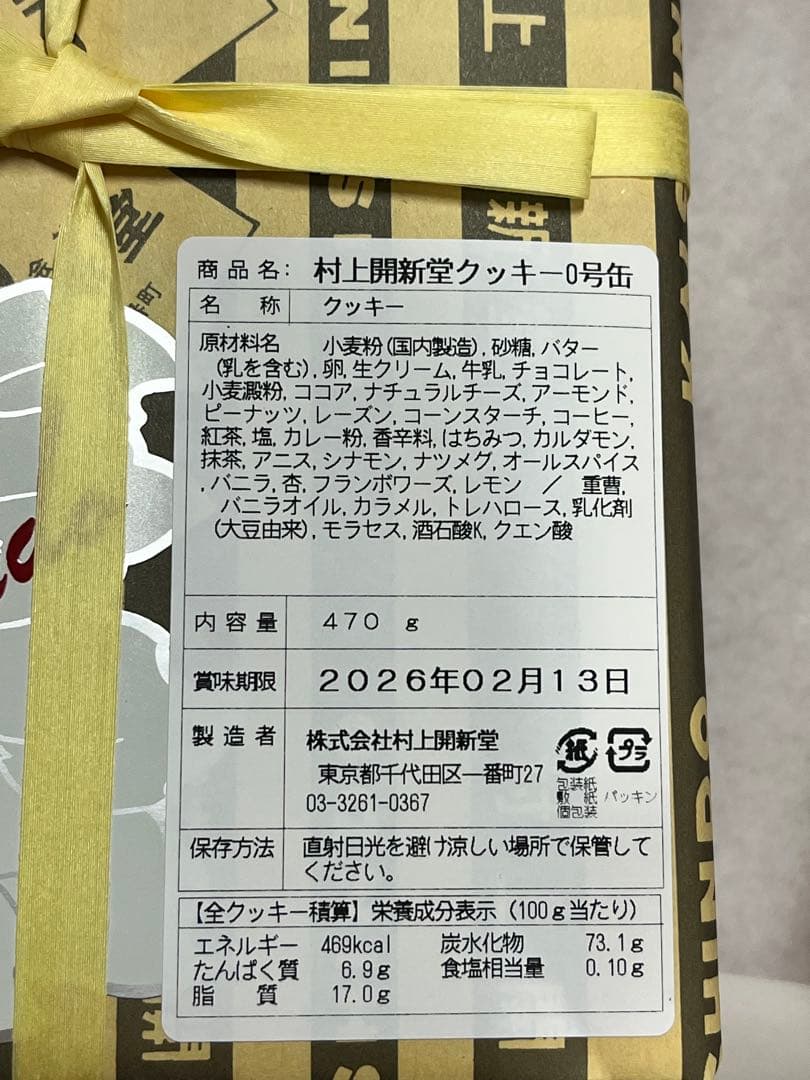 上
新
NI
S
堂
町
商品名: 村上開新堂クッキー0号缶
名称 クッキー
原材料名 小麦粉(国内製造),砂糖,バター
(乳を含む),卵,生クリーム,牛乳,チョコレート,
小麦澱粉,ココア,ナチュラルチーズ,アーモンド,
ピーナッツ,レーズン,コーンスターチ,コーヒー,
紅茶,塩,カレー粉,香辛料,はちみつ,カルダモン,
抹茶,アニス,シナモン,ナツメグ,オールスパイス
,バニラ,杏,フランボワーズ,レモン / 重曹,
バニラオイル,カラメル,トレハロース,乳化剤
(大豆由来),モラセス,酒石酸K,クエン酸
内容量 470 g
賞味期限 2026年02月13日
製造者 株式会社村上開新堂
東京都千代田区一番町27
03-3261-0367
紙 プラ
包装紙
敷紙 パッキン
個包装
保存方法 直射日光を避け涼しい場所で保管して
ください。
【全クッキー積算】栄養成分表示(100g当たり)
エネルギー 469kcal 炭水化物 73.1g
たんぱく質 6.9g 食塩相当量 0.10g
脂質 17.0g
開
S